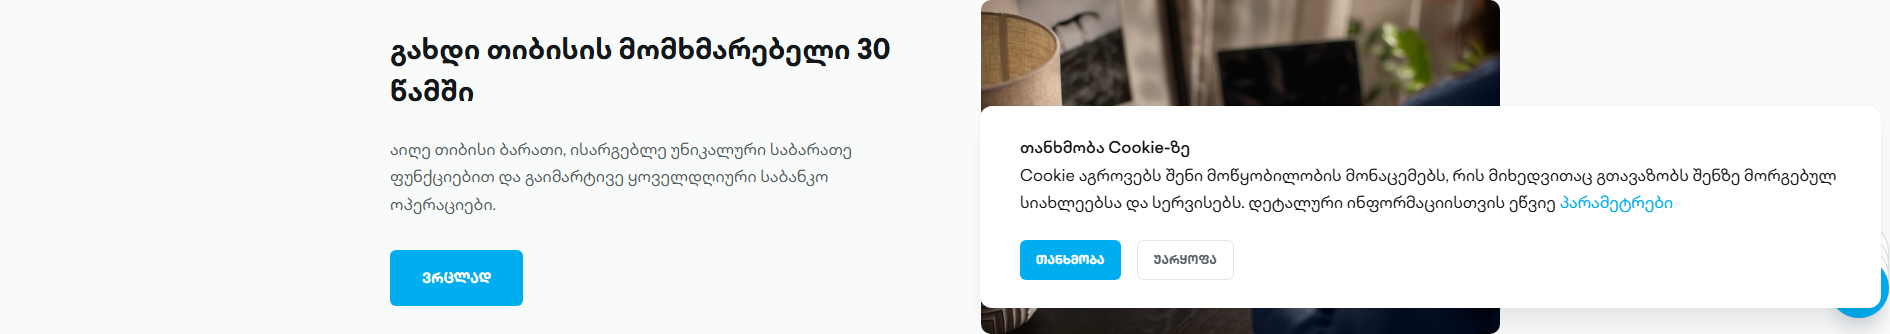 გახდი თიბისის მომხმარებელი 30
წამში
აიღე თიბისი ბარათი, ისარგებლე უნიკალური საბარათე
ფუნქციებით და გაიმარტივე ყოველდღიური საბანკო
ოპერაციები.
ვრცლად
თანხმობა Cookie-ზე
Cookie აგროვებს შენი მოწყობილობის მონაცემებს, რის მიხედვითაც გთავაზობს შენზე მორგებულ
სიახლეებსა და სერვისებს. დეტალური ინფორმაციისთვის ეწვიე პარამეტრები
თანხმობა
უარყოფა